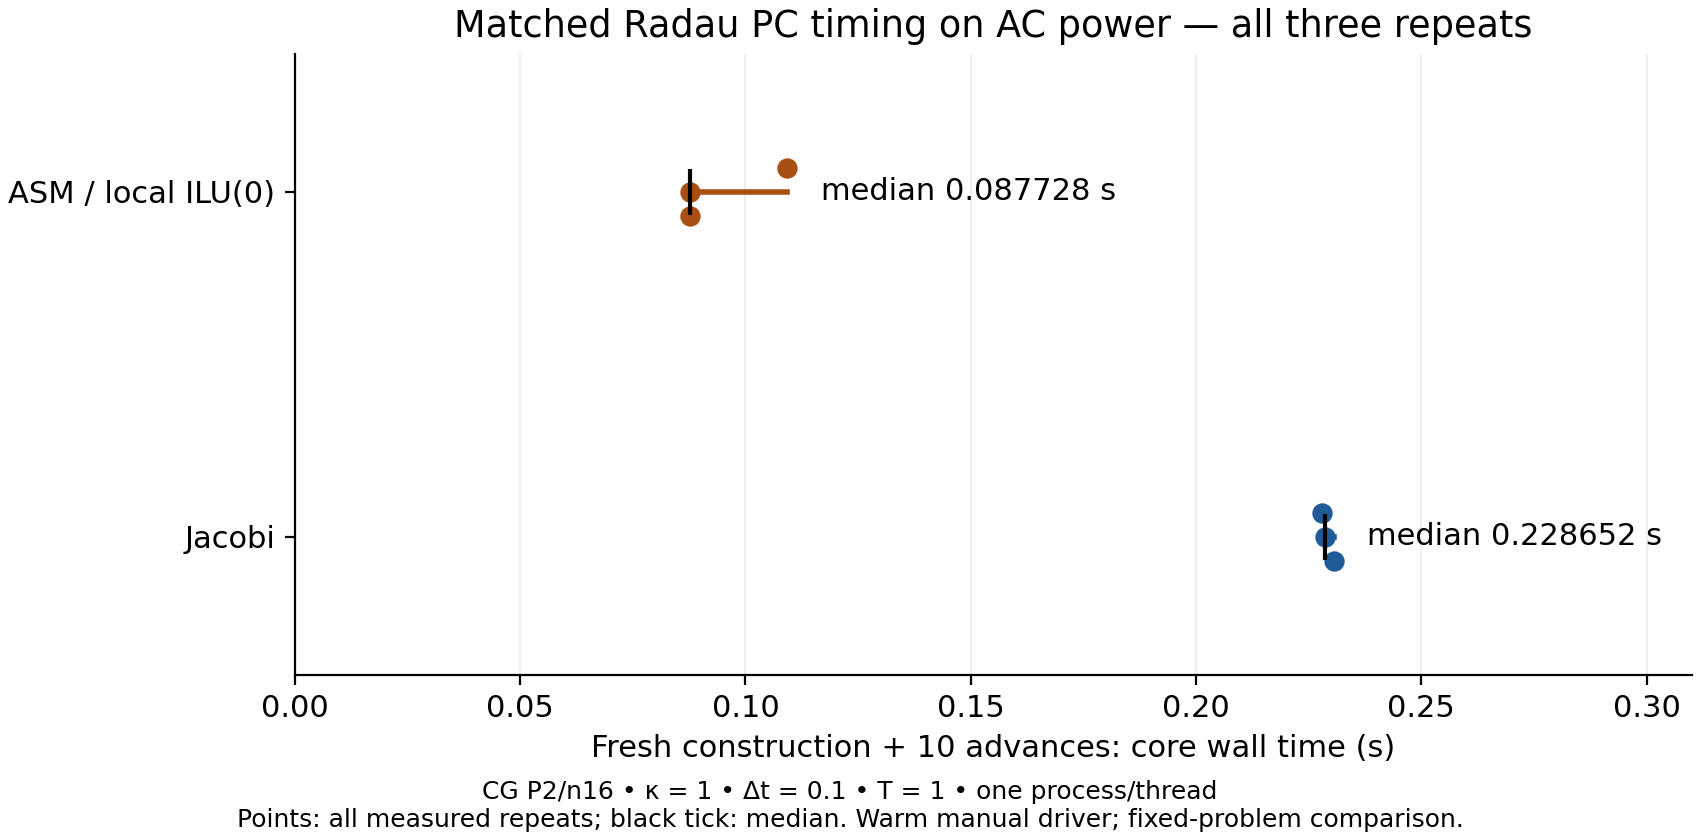 Matched Radau PC timing on AC power — all three repeats
ASM / local ILU(0)
median 0.087728 s
Jacobi
median 0.228652 s
0.00 0.05 0.10 0.15 0.20 0.25 0.30
Fresh construction + 10 advances: core wall time (s)
CG P2/n16 • κ = 1 • Δt = 0.1 • T = 1 • one process/thread
Points: all measured repeats; black tick: median. Warm manual driver; fixed-problem comparison.